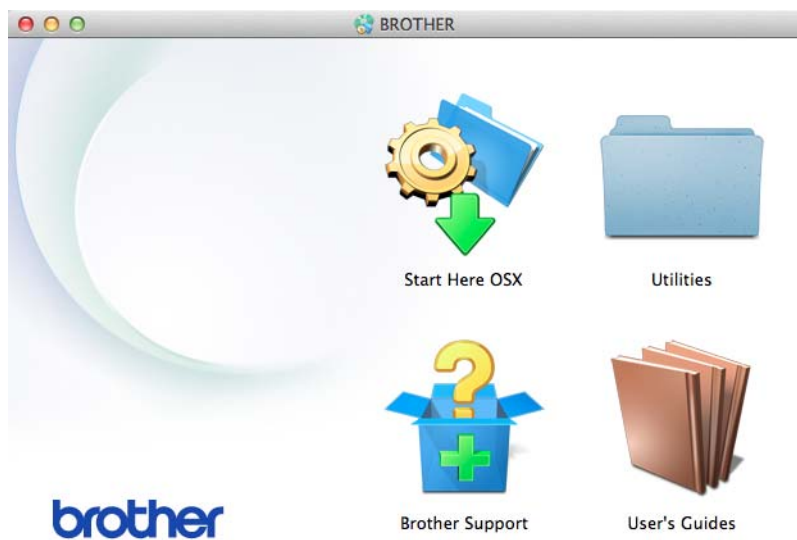 BROTHER
Start Here OSX
Utilities
Brother Support
User's Guides
brother